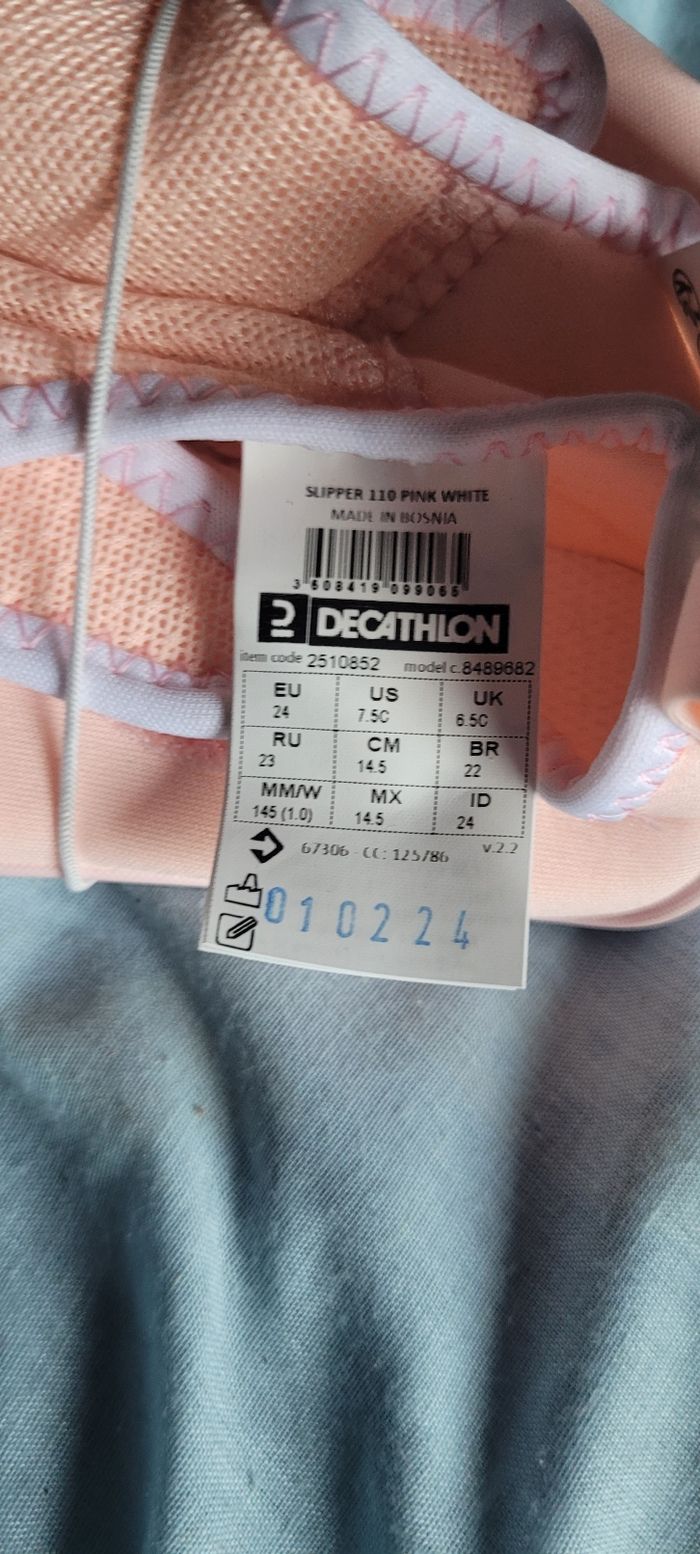 SLIPPER 110 PINK WHITE
MADE IN BOSNIA
3 608419 099065
DECATHLON
item code 2510852 model c. 8489682
EU US UK
24 7.5C 6.5C
RU CM BR
23 14.5 22
MM/W MX ID
145 (1.0) 14.5 24
67306 - CC: 125786 v.2.2
010224